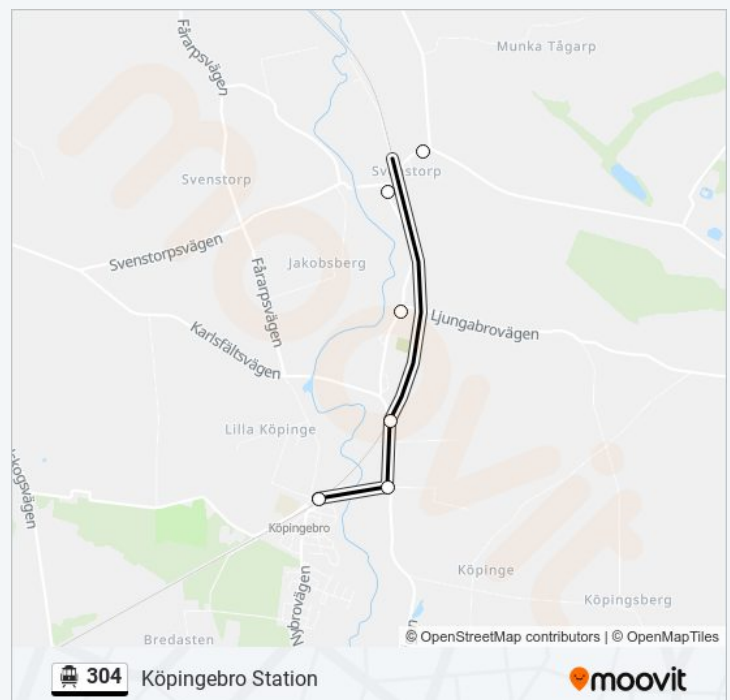 Munka Tågarp
Fårarpsvägen
Svenstorp
Svenstorp
Svenstorpsvägen
Jakobsberg
Fårarpsvägen
Ljungabrovägen
Karlsfältsvägen
Lilla Köpinge
Köpingebro
Köpinge
Köpingsberg
Nybrovägen
Bredasten
moovit
© OpenStreetMap contributors | © OpenMapTiles
304 Köpingebro Station
moovit